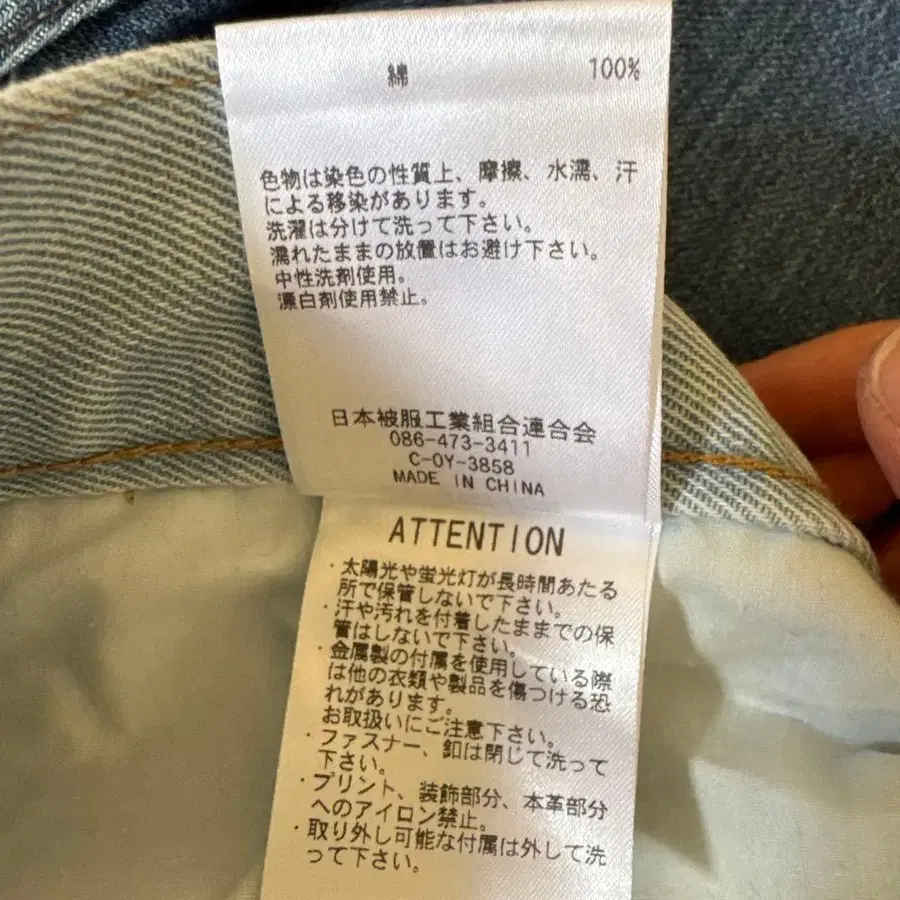 綿 100%
色物は染色の性質上、摩擦、水濡、汗
による移染があります。
洗濯は分けて洗って下さい。
濡れたままの放置はお避け下さい。
中性洗剤使用。
漂白剤使用禁止。
日本被服工業組合連合会
086-473-3411
C-OY-3858
MADE IN CHINA
ATTENTION
・太陽光や蛍光灯が長時間あたる
所で保管しないで下さい。
・汗や汚れを付着したままでの保
管はしないで下さい。
・金属製の付属を使用している際
は他の衣類や製品を傷つける恐
れがあります。
お取扱いにご注意下さい。
・ファスナー、釦は閉じて洗って
下さい。
・プリント、装飾部分、本革部分
へのアイロン禁止。
・取り外し可能な付属は外して洗
って下さい。